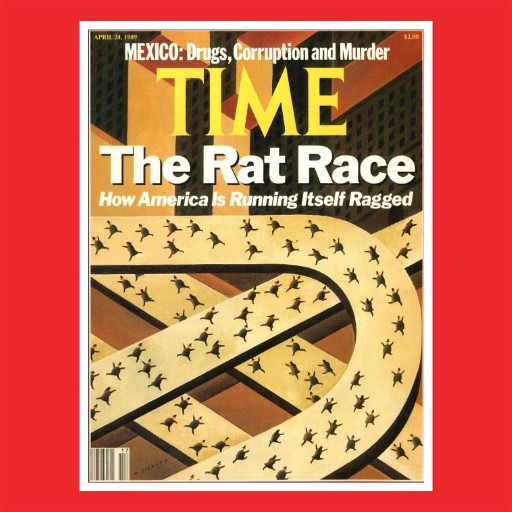 APRIL 24, 1989 $2.00
MEXICO: Drugs, Corruption and Murder
TIME
The Rat Race
How America Is Running Itself Ragged